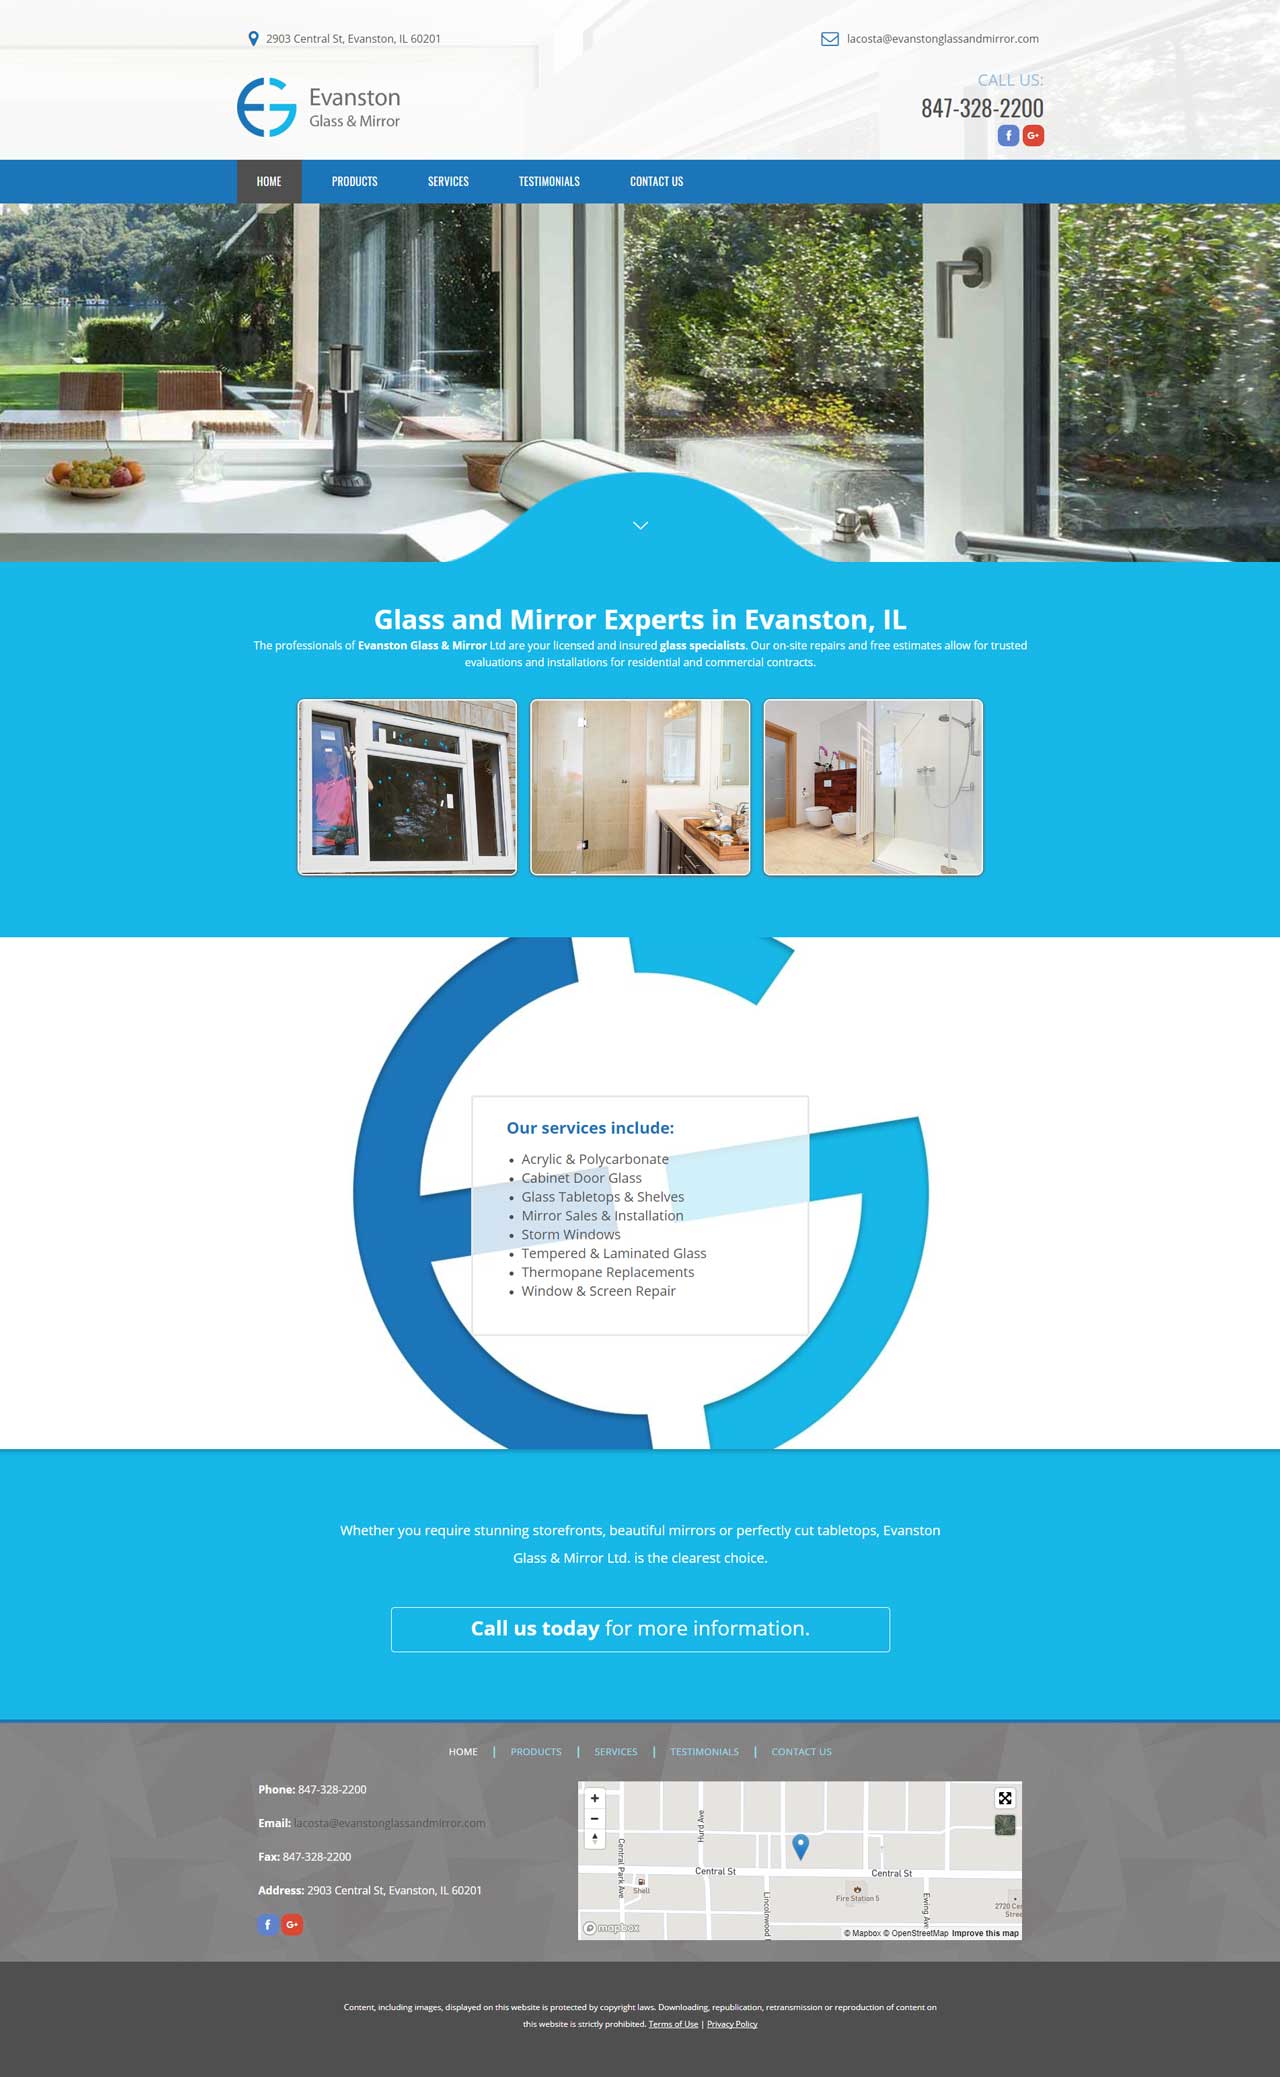 2903 Central St, Evanston, IL 60201
lacosta@evanstonglassandmirror.com
Evanston
Glass & Mirror
CALL US:
847-328-2200
HOME PRODUCTS SERVICES TESTIMONIALS CONTACT US
Glass and Mirror Experts in Evanston, IL
The professionals of Evanston Glass & Mirror Ltd are your licensed and insured glass specialists. Our on-site repairs and free estimates allow for trusted
evaluations and installations for residential and commercial contracts.
Our services include:
• Acrylic & Polycarbonate
• Cabinet Door Glass
• Glass Tabletops & Shelves
• Mirror Sales & Installation
• Storm Windows
• Tempered & Laminated Glass
• Thermopane Replacements
• Window & Screen Repair
Whether you require stunning storefronts, beautiful mirrors or perfectly cut tabletops, Evanston
Glass & Mirror Ltd. is the clearest choice.
Call us today for more information.
HOME | PRODUCTS | SERVICES | TESTIMONIALS | CONTACT US
Phone: 847-328-2200
Email: lacosta@evanstonglassandmirror.com
Fax: 847-328-2200
Address: 2903 Central St, Evanston, IL 60201
Central Park Ave
Hurd Ave
Central St
Central St
Shell
Fire Station 5
Lincolnwood
Ewing Ave
2720 Cen
Stree
mapbox
© Mapbox © OpenStreetMap Improve this map
Content, including images, displayed on this website is protected by copyright laws. Downloading, republication, retransmission or reproduction of content on
this website is strictly prohibited. Terms of Use | Privacy Policy